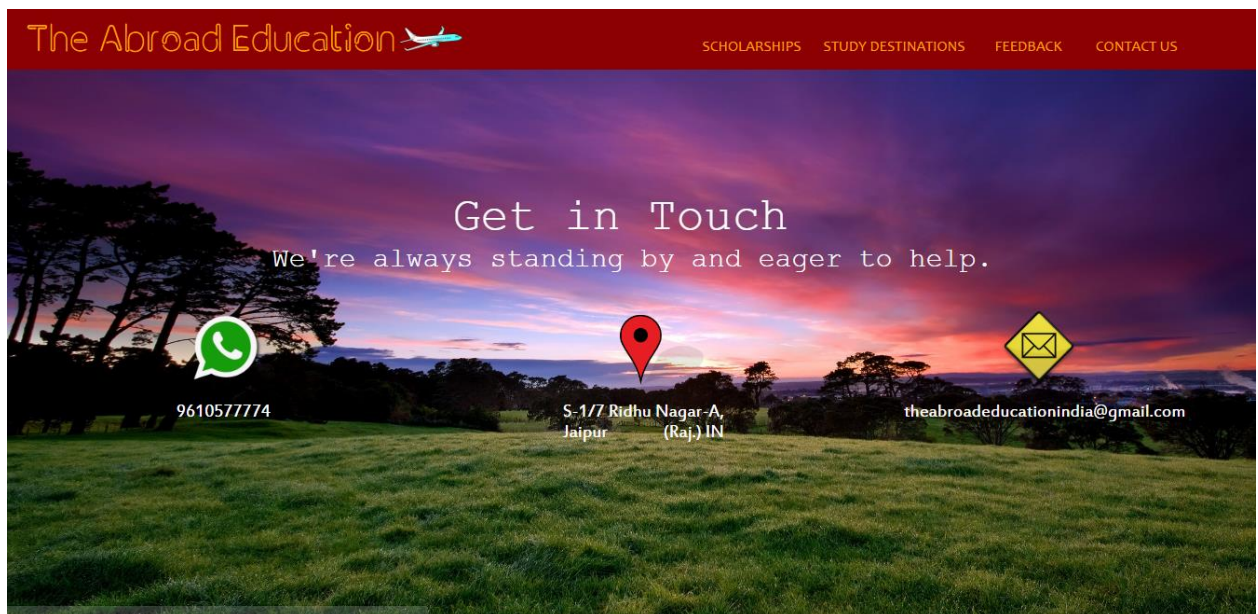 The Abroad Education
SCHOLARSHIPS STUDY DESTINATIONS FEEDBACK CONTACT US
Get in Touch
We're always standing by and eager to help.
9610577774
S-1/7 Ridhu Nagar-A,
Jaipur (Raj.) IN
theabroadeducationindia@gmail.com